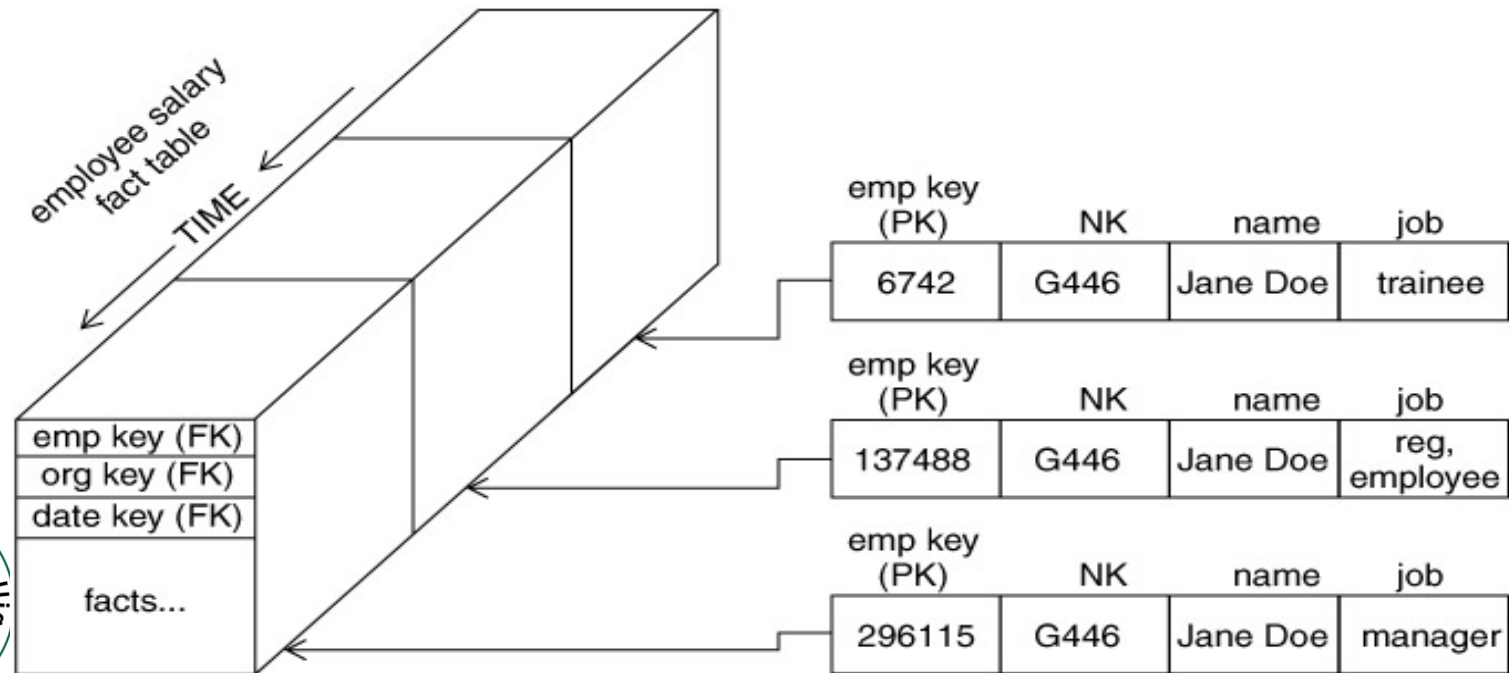 employee salary
fact table
TIME
emp key (FK)
org key (FK)
date key (FK)
facts...
emp key
(PK) NK name job
6742 G446 Jane Doe trainee
emp key
(PK) NK name job
137488 G446 Jane Doe reg,
employee
emp key
(PK) NK name job
296115 G446 Jane Doe manager